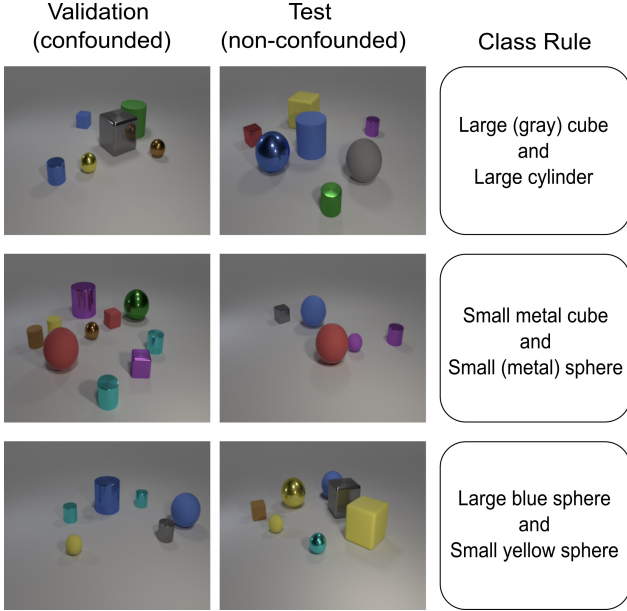 Validation
(confounded)
Test
(non-confounded)
Class Rule
Large (gray) cube
and
Large cylinder
Small metal cube
and
Small (metal) sphere
Large blue sphere
and
Small yellow sphere